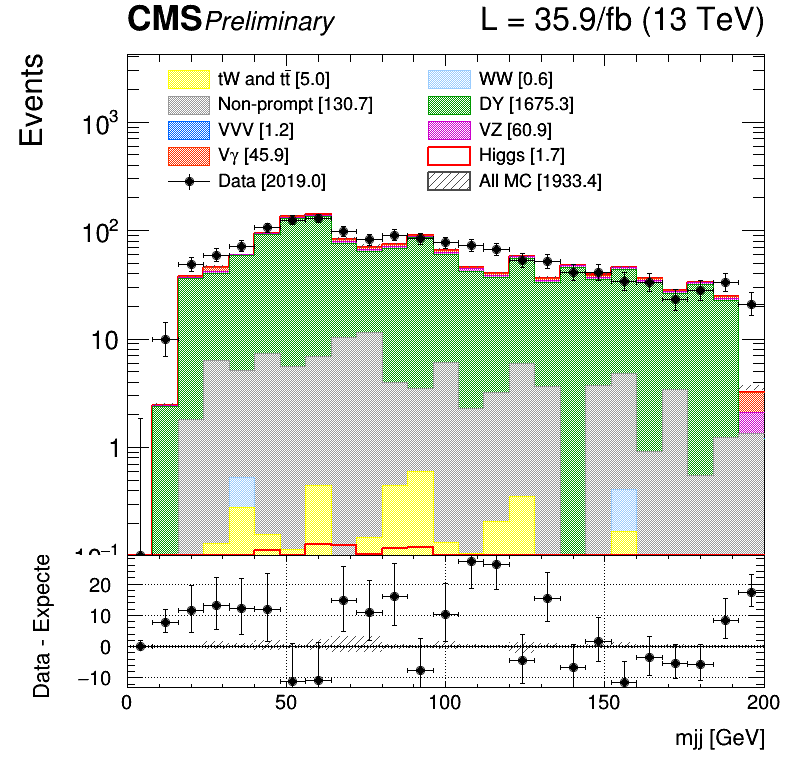 CMS Preliminary L = 35.9/fb (13 TeV)
Events
tW and tt̄ [5.0] WW [0.6]
Non-prompt [130.7] DY [1675.3]
VVV [1.2] VZ [60.9]
Vγ [45.9] Higgs [1.7]
Data [2019.0] All MC [1933.4]
10³
10²
10
1
10⁻¹
Data - Expecte
20
10
0
−10
0 50 100 150 200
mjj [GeV]